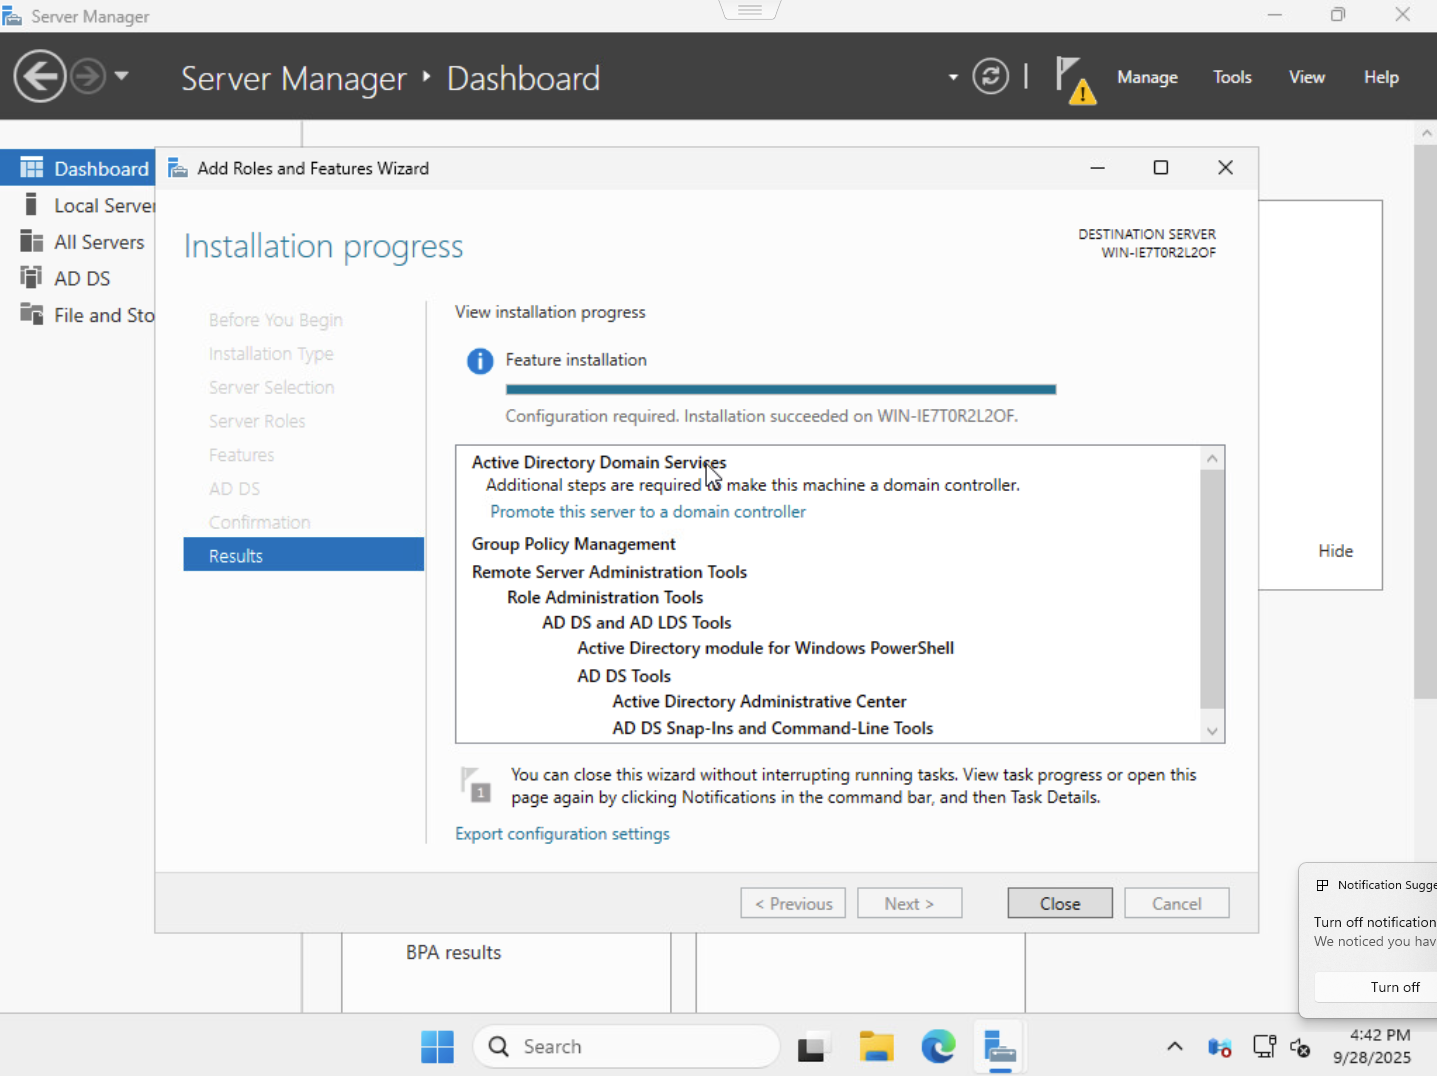 Server Manager
Server Manager ‣ Dashboard
Manage
Tools
View
Help
Dashboard
Local Server
All Servers
AD DS
File and Sto
Add Roles and Features Wizard
Installation progress
DESTINATION SERVER
WIN-IE7T0R2L2OF
Before You Begin
Installation Type
Server Selection
Server Roles
Features
AD DS
Confirmation
Results
View installation progress
Feature installation
Configuration required. Installation succeeded on WIN-IE7T0R2L2OF.
Active Directory Domain Services
Additional steps are required to make this machine a domain controller.
Promote this server to a domain controller
Group Policy Management
Remote Server Administration Tools
Role Administration Tools
AD DS and AD LDS Tools
Active Directory module for Windows PowerShell
AD DS Tools
Active Directory Administrative Center
AD DS Snap-Ins and Command-Line Tools
1
You can close this wizard without interrupting running tasks. View task progress or open this
page again by clicking Notifications in the command bar, and then Task Details.
Export configuration settings
< Previous
Next >
Close
Cancel
Hide
BPA results
Notification Sugge
Turn off notification
We noticed you hav
Turn off
Search
4:42 PM
9/28/2025